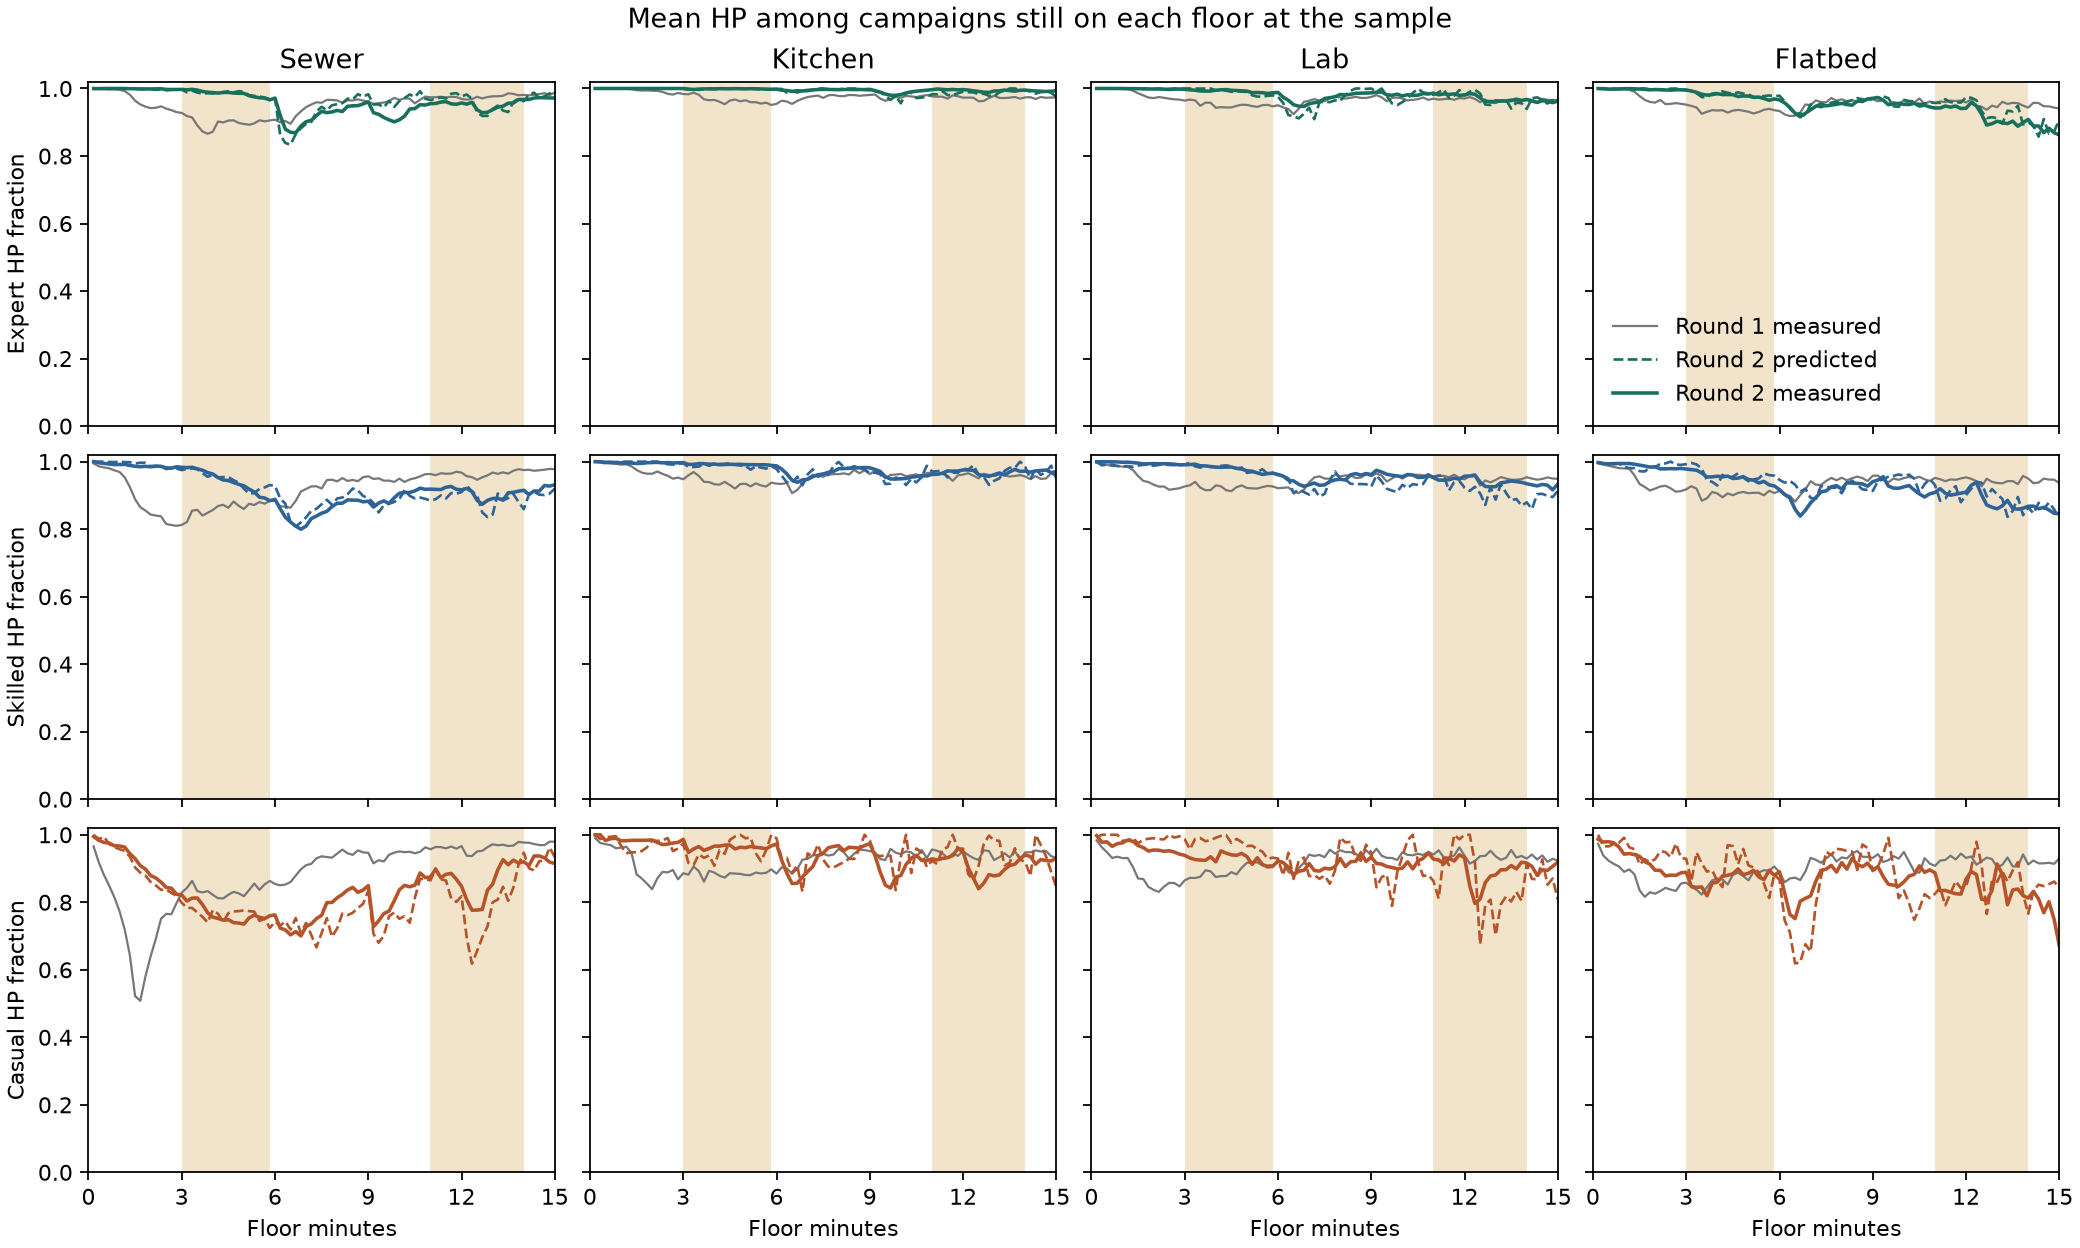 Mean HP among campaigns still on each floor at the sample
Sewer
Kitchen
Lab
Flatbed
Expert HP fraction
1.0
0.8
0.6
0.4
0.2
0.0
Round 1 measured
Round 2 predicted
Round 2 measured
Skilled HP fraction
1.0
0.8
0.6
0.4
0.2
0.0
Casual HP fraction
1.0
0.8
0.6
0.4
0.2
0.0
0 3 6 9 12 15
0 3 6 9 12 15
0 3 6 9 12 15
0 3 6 9 12 15
Floor minutes
Floor minutes
Floor minutes
Floor minutes